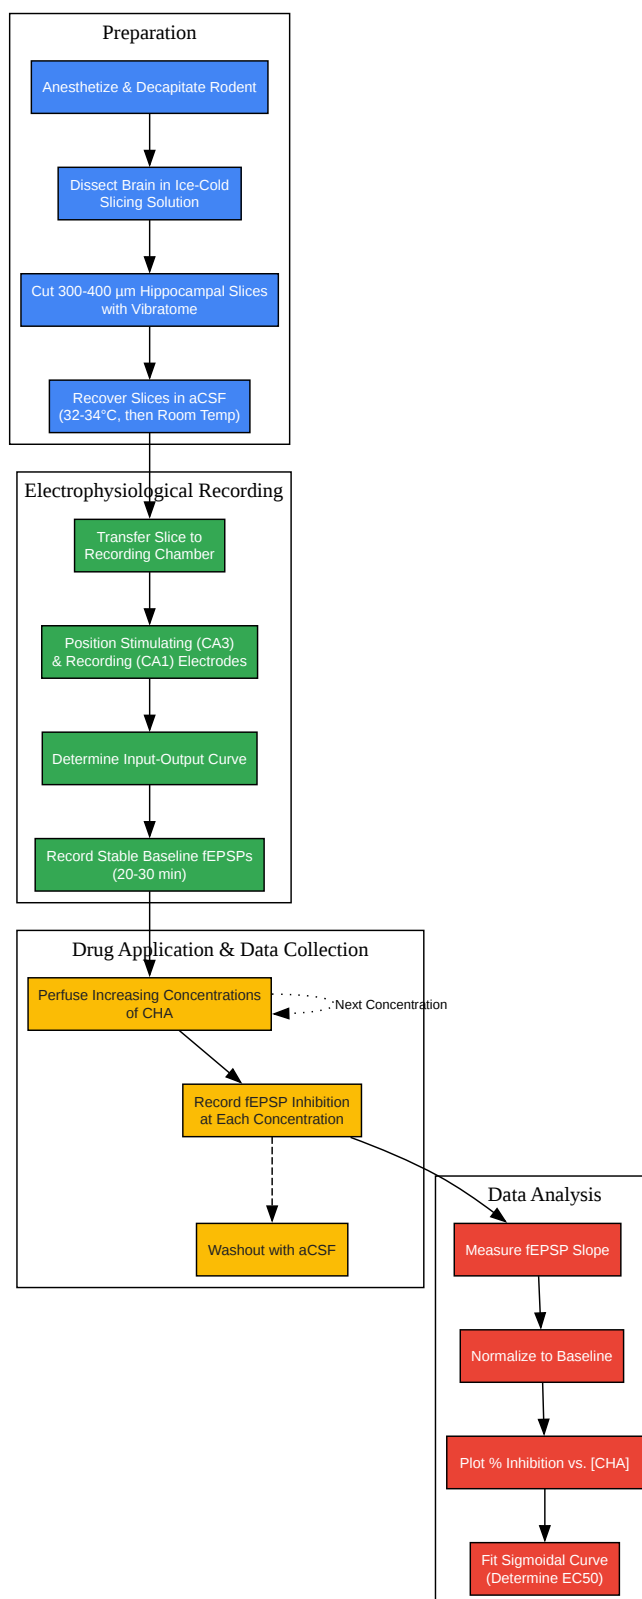 Preparation
Anesthetize & Decapitate Rodent
Dissect Brain in Ice-Cold
Slicing Solution
Cut 300-400 µm Hippocampal Slices
with Vibratome
Recover Slices in aCSF
(32-34°C, then Room Temp)
Electrophysiological Recording
Transfer Slice to
Recording Chamber
Position Stimulating (CA3)
& Recording (CA1) Electrodes
Determine Input-Output Curve
Record Stable Baseline fEPSPs
(20-30 min)
Drug Application & Data Collection
Perfuse Increasing Concentrations
of CHA
Next Concentration
Record fEPSP Inhibition
at Each Concentration
Washout with aCSF
Data Analysis
Measure fEPSP Slope
Normalize to Baseline
Plot % Inhibition vs. [CHA]
Fit Sigmoidal Curve
(Determine EC50)